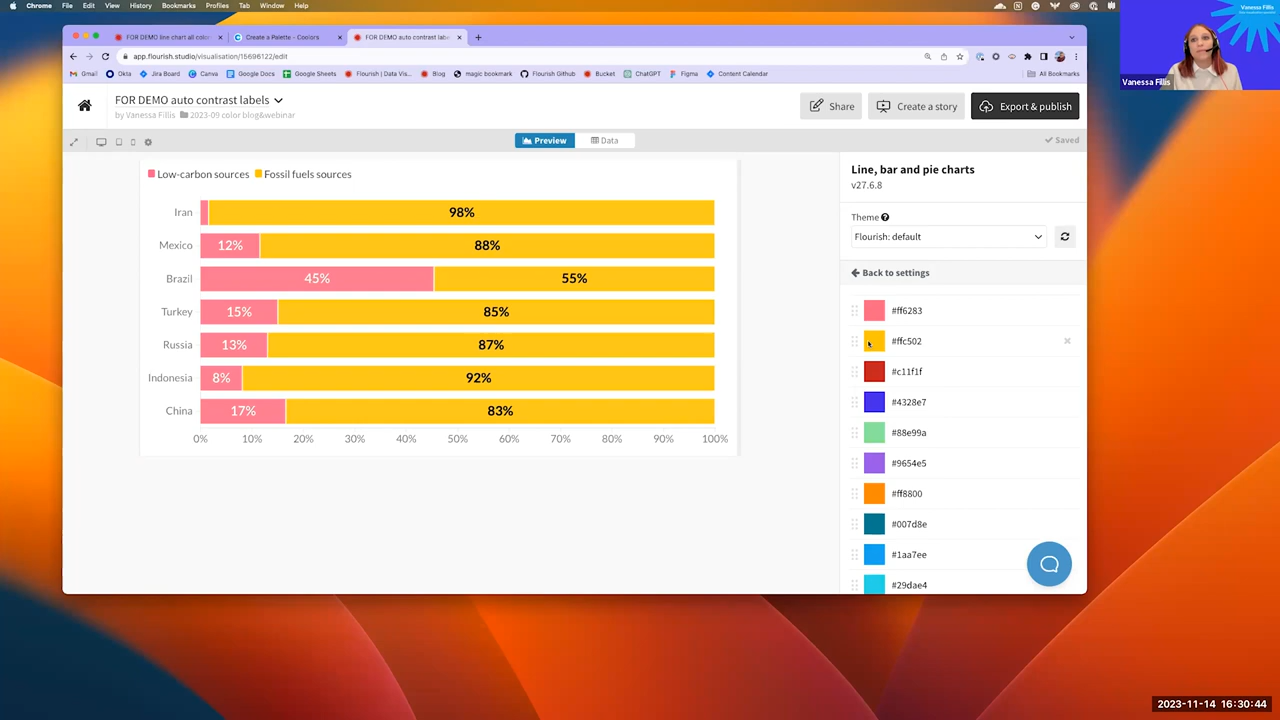 Chrome File Edit View History Bookmarks Profiles Tab Window Help
Vanessa Fillis
Vanessa Fillis
FOR DEMO line chart all color
Create a Palette - Coolors
FOR DEMO auto contrast labe
app.flourish.studio/visualisation/15696122/edit
Gmail Okta Jira Board Canva Google Docs Google Sheets Flourish | Data Vis... Blog magic bookmark Flourish Github Bucket ChatGPT Figma Content Calendar All Bookmarks
FOR DEMO auto contrast labels
by Vanessa Fillis 2023-09 color blog&webinar
Share Create a story Export & publish
Preview Data Saved
Low-carbon sources Fossil fuels sources
Iran 98%
Mexico 12% 88%
Brazil 45% 55%
Turkey 15% 85%
Russia 13% 87%
Indonesia 8% 92%
China 17% 83%
0% 10% 20% 30% 40% 50% 60% 70% 80% 90% 100%
Line, bar and pie charts
v27.6.8
Theme
Flourish: default
Back to settings
#ff6283
#ffc502
#c11f1f
#4328e7
#88e99a
#9654e5
#ff8800
#007d8e
#1aa7ee
#29dae4
2023-11-14 16:30:44